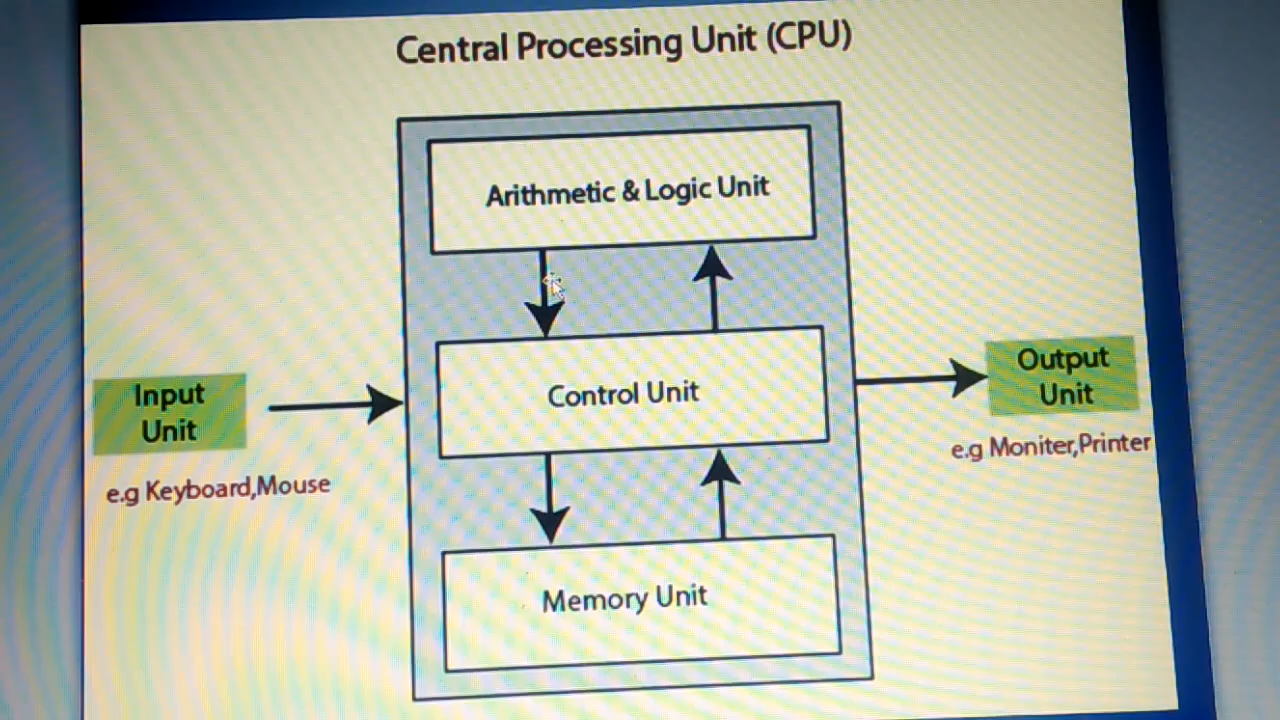 Central Processing Unit (CPU)
Arithmetic & Logic Unit
Control Unit
Input
Unit
e.g Keyboard,Mouse
Output
Unit
e.g Moniter,Printer
Memory Unit